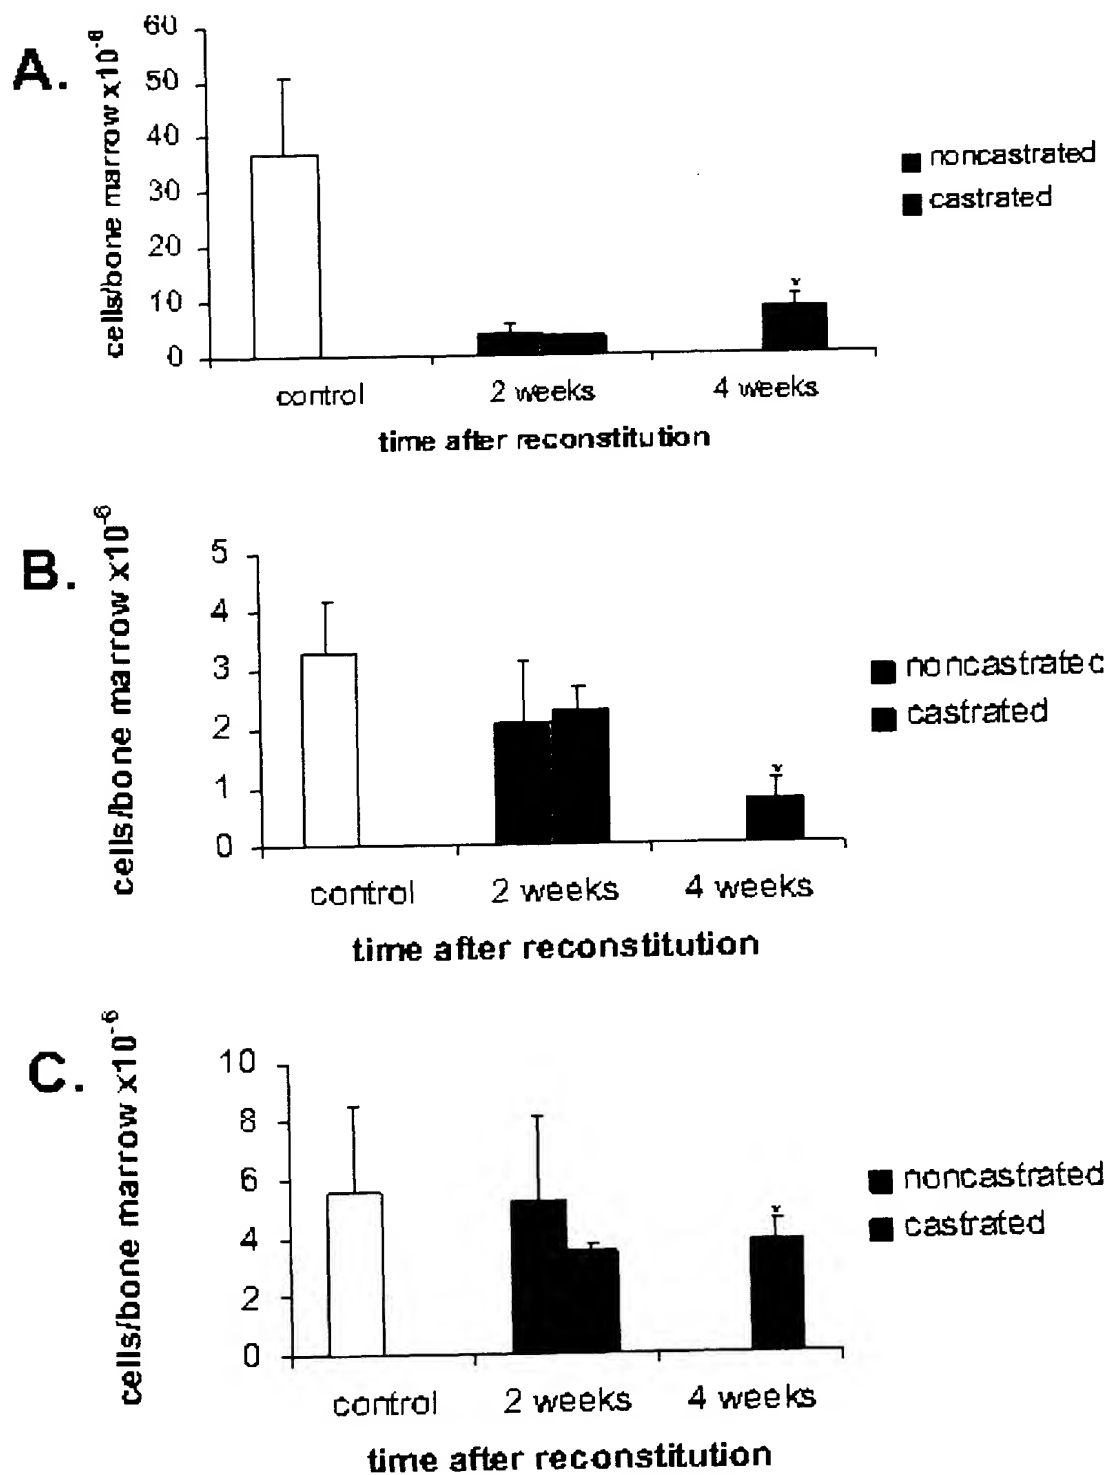 A.
cells/bone marrow x10⁻⁶
60
50
40
30
20
10
0
control
2 weeks
4 weeks
*
time after reconstitution
noncastrated
castrated
B.
cells/bone marrow x10⁻⁶
5
4
3
2
1
0
control
2 weeks
4 weeks
*
time after reconstitution
noncastrated
castrated
C.
cells/bone marrow x10⁻⁶
10
8
6
4
2
0
control
2 weeks
4 weeks
*
time after reconstitution
noncastrated
castrated